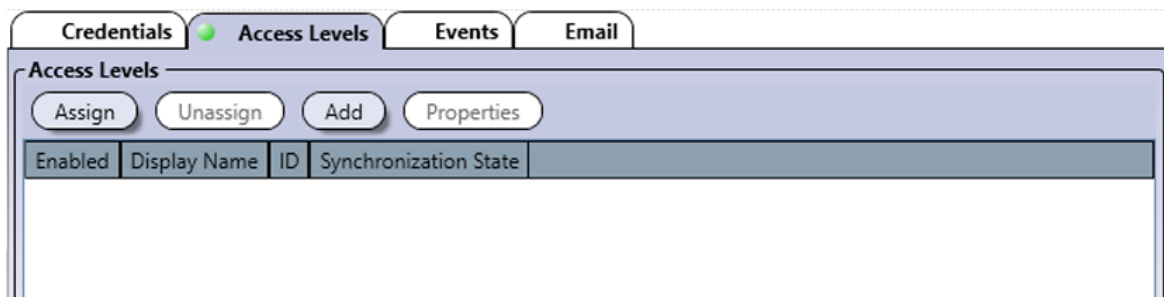 Credentials Access Levels Events Email
Access Levels
Assign Unassign Add Properties
Enabled Display Name ID Synchronization State